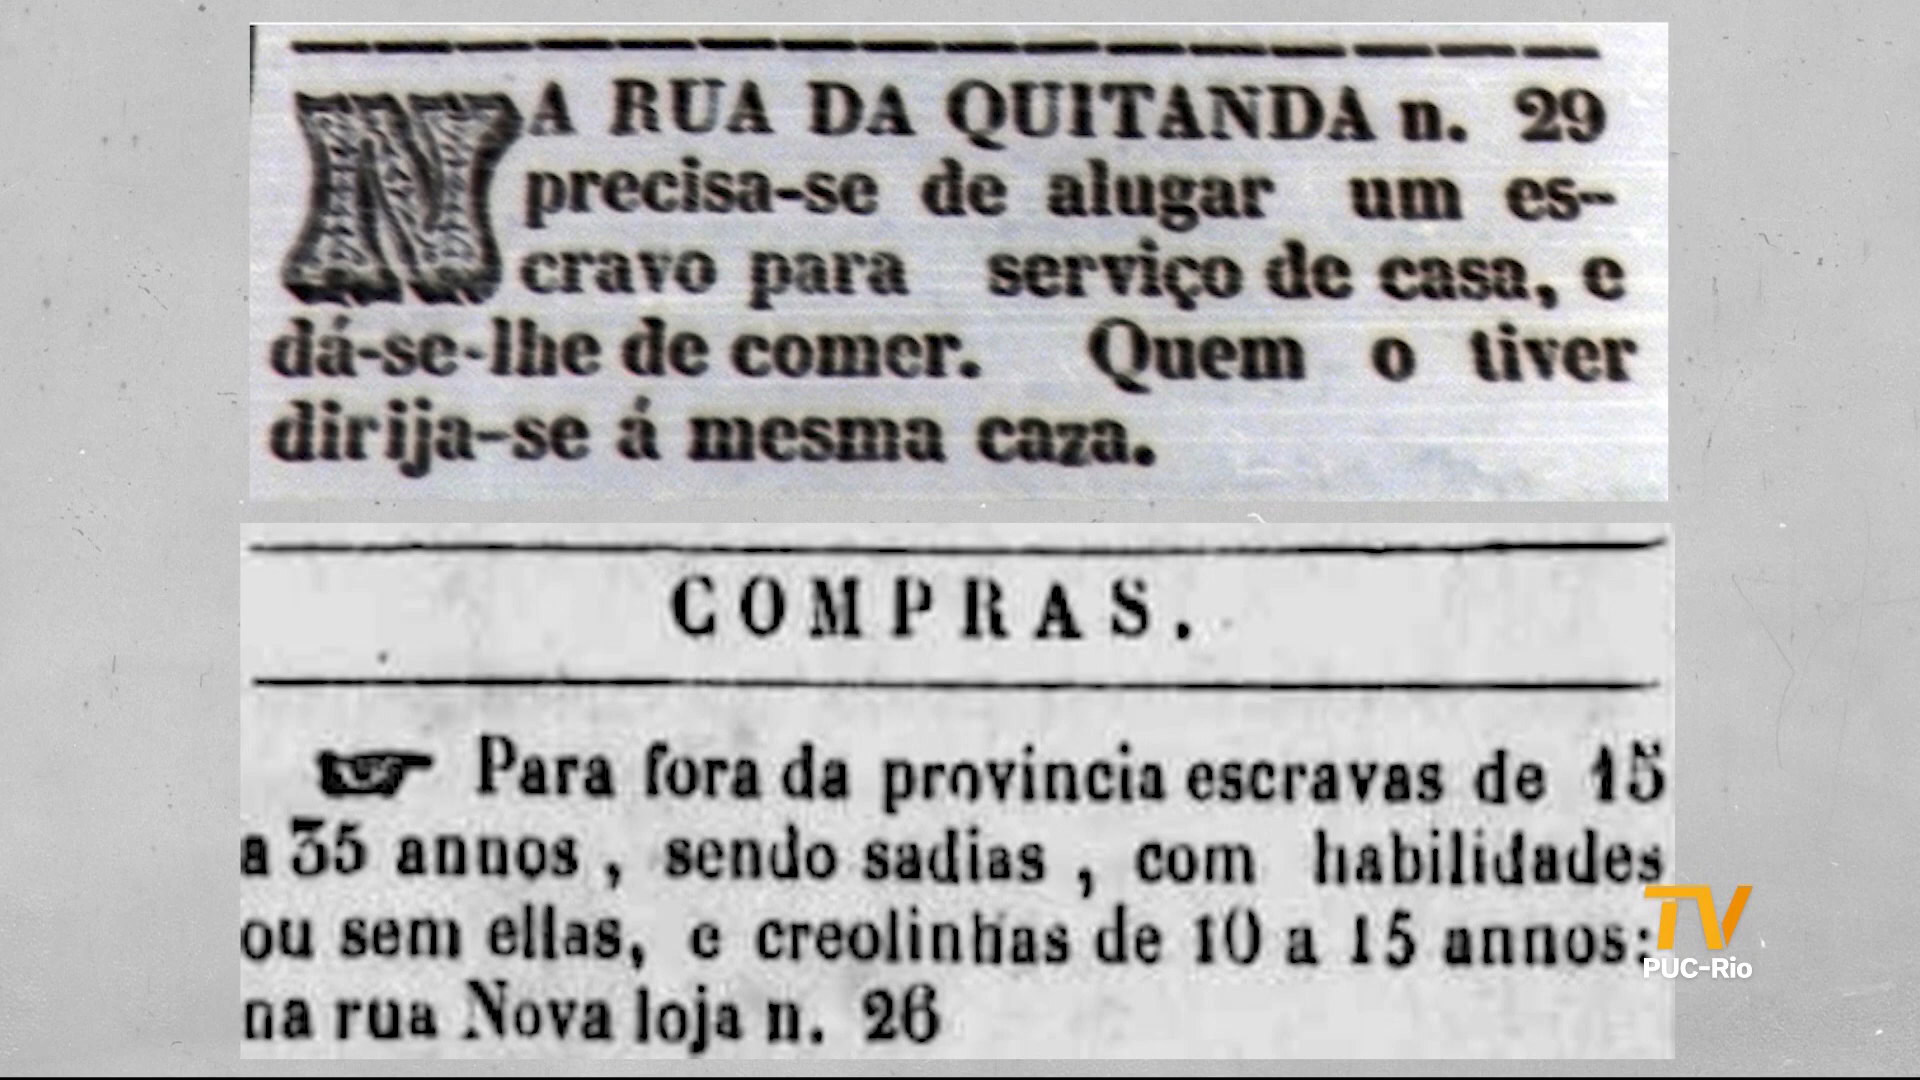 NA RUA DA QUITANDA n. 29
precisa-se de alugar um es-
cravo para serviço de casa, e
dá-se-lhe de comer. Quem o tiver
dirija-se á mesma caza.
COMPRAS.
Para fora da provincia escravas de 15
a 35 annos, sendo sadias, com habilidades
ou sem ellas, e creolinhas de 10 a 15 annos:
na rua Nova loja n. 26
TV
PUC-Rio